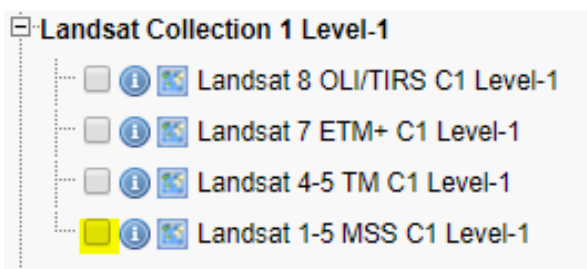 Landsat Collection 1 Level-1
Landsat 8 OLI/TIRS C1 Level-1
Landsat 7 ETM+ C1 Level-1
Landsat 4-5 TM C1 Level-1
Landsat 1-5 MSS C1 Level-1